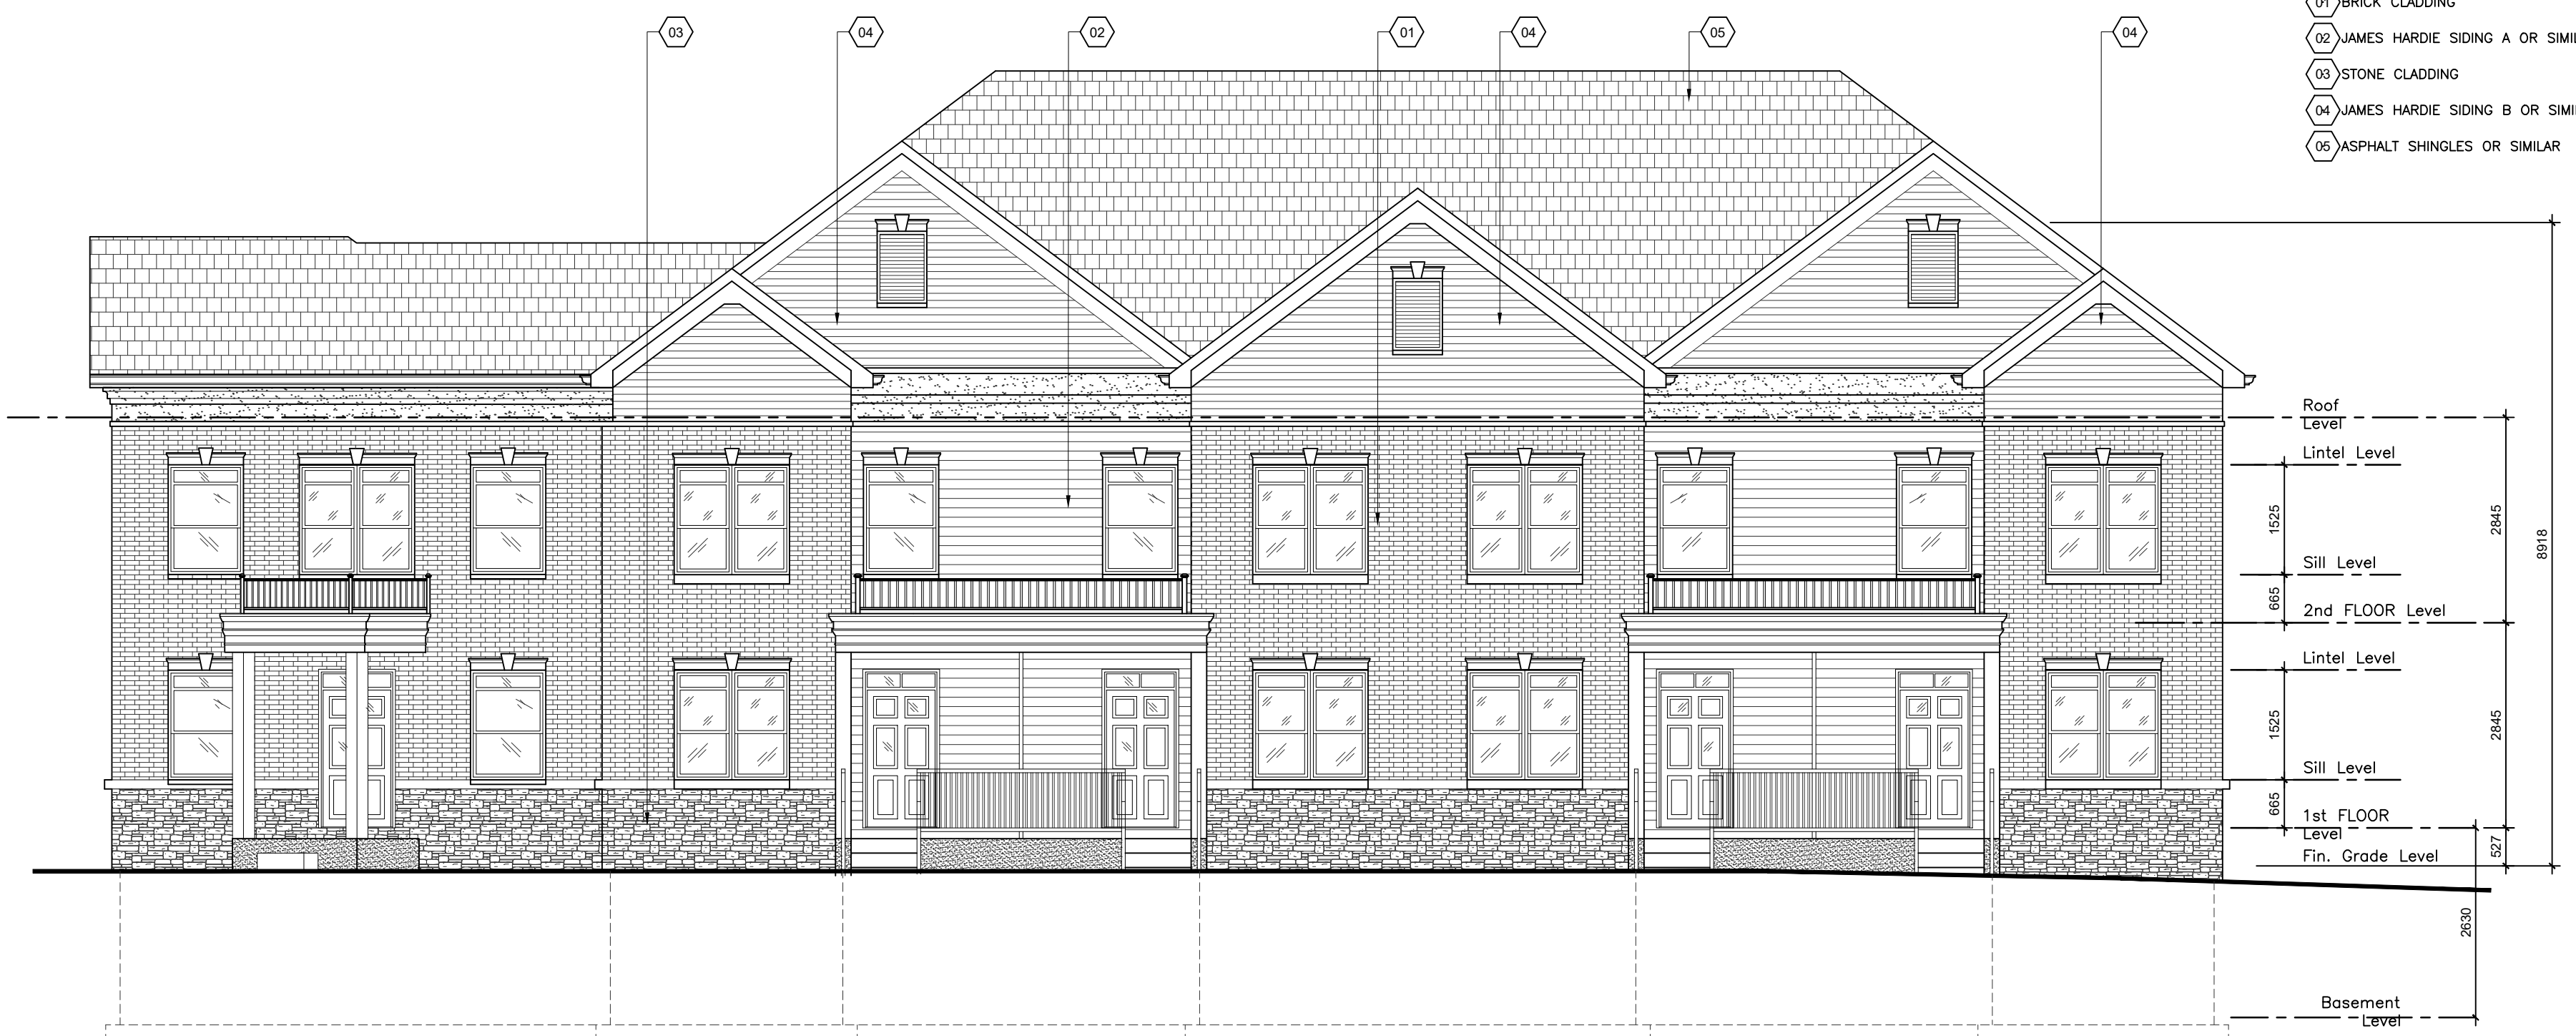 01 BRICK CLADDING
03 04 02 01 04 05 04
02 JAMES HARDIE SIDING A OR
03 STONE CLADDING
04 JAMES HARDIE SIDING B OR
05 ASPHALT SHINGLES OR SIMILAR
Roof
Level
Lintel Level
1525
2845
8918
Sill Level
665
2nd FLOOR Level
Lintel Level
1525
2845
Sill Level
665
1st FLOOR
Level
527
Fin. Grade Level
2630
Basement
Level